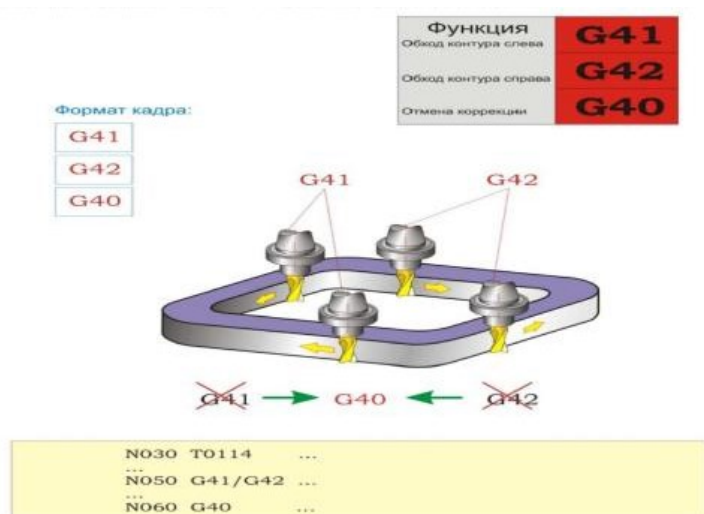 Функция
Обход контура слева G41
Обход контура справа G42
Отмена коррекции G40
Формат кадра:
G41
G42
G40
G41 G42
G41 G40 G42
N030 T0114 ...
...
N050 G41/G42 ...
...
N060 G40 ...